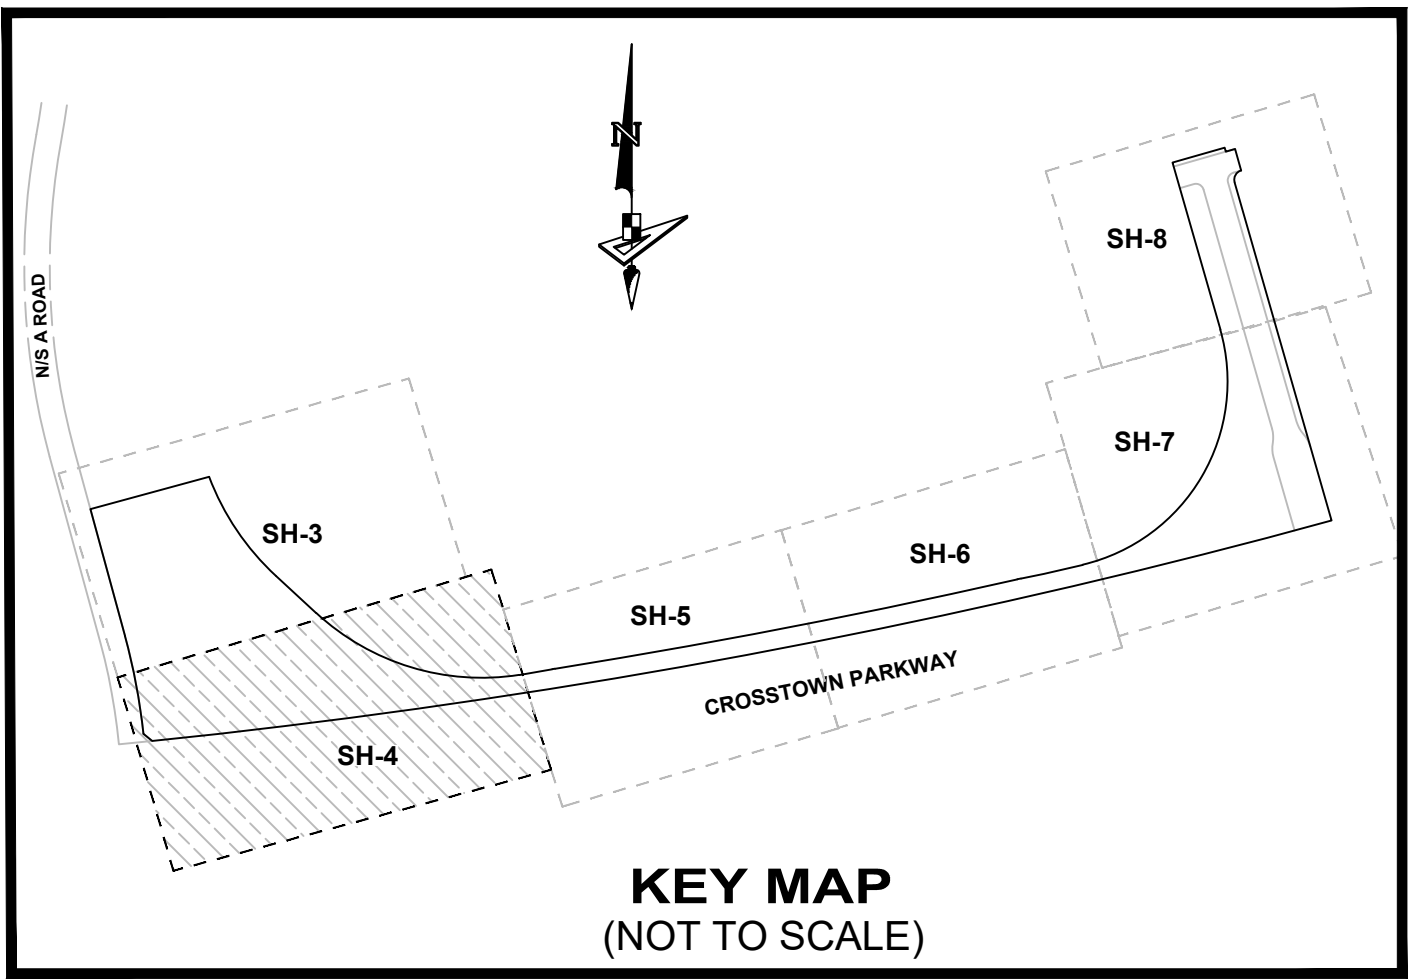 N
SH-8
N/S A ROAD
SH-7
SH-3
SH-6
SH-5
CROSSTOWN PARKWAY
SH-4
KEY MAP
(NOT TO SCALE)